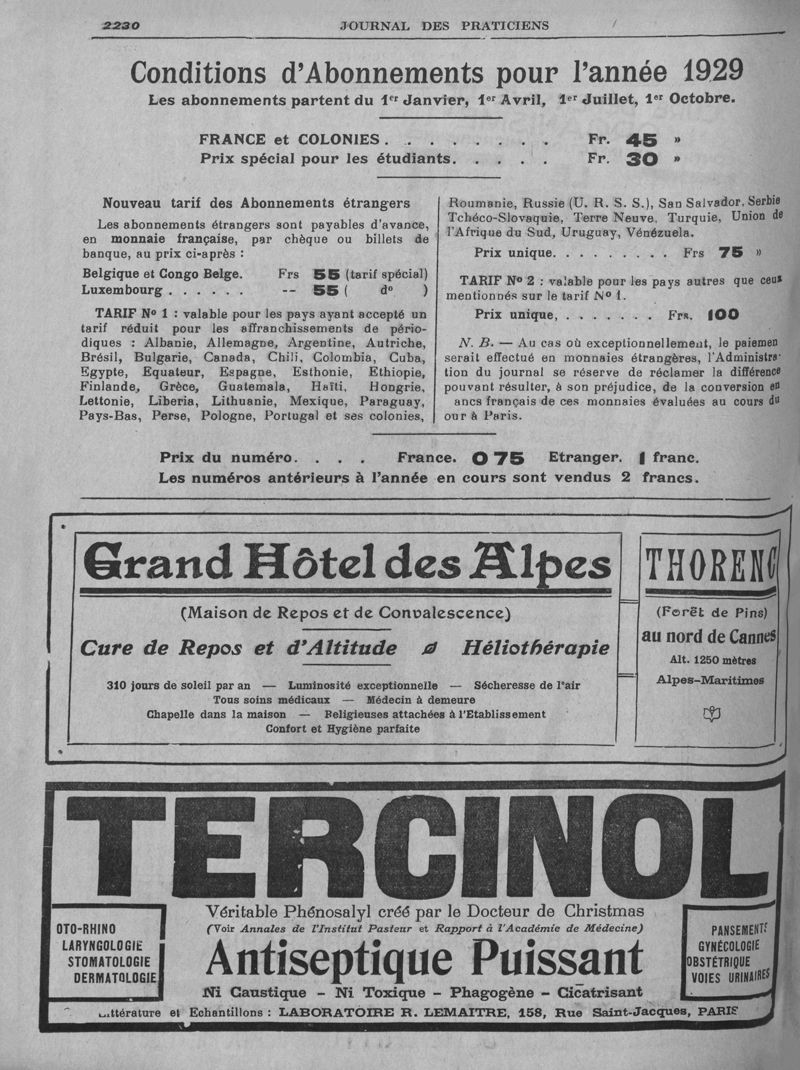 2230
JOURNAL DES PRATICIENS
Conditions d'Abonnements pour l'année 1929
Les abonnements partent du 1er Janvier, 1er Avril, 1er Juillet, 1er Octobre.
FRANCE et COLONIES . . . . . . . . Fr. 45 »
Prix spécial pour les étudiants. . . . . Fr. 30 »
Nouveau tarif des Abonnements étrangers
Les abonnements étrangers sont payables d'avance,
en monnaie française, par chèque ou billets de
banque, au prix ci-après :
Belgique et Congo Belge. Frs 55 (tarif spécial)
Luxembourg . . . . . . -- 55 ( do )
TARIF No 1 : valable pour les pays ayant accepté un
tarif réduit pour les affranchissements de pério-
diques : Albanie, Allemagne, Argentine, Autriche,
Brésil, Bulgarie, Canada, Chili, Colombia, Cuba,
Egypte, Equateur, Espagne, Esthonie, Ethiopie,
Finlande, Grèce, Guatemala, Haïti, Hongrie,
Lettonie, Liberia, Lithuanie, Mexique, Paraguay,
Pays-Bas, Perse, Pologne, Portugal et ses colonies,
Roumanie, Russie (U. R. S. S.), San Salvador, Serbie
Tchéco-Slovaquie, Terre Neuve, Turquie, Union de
l'Afrique du Sud, Uruguay, Vénézuela.
Prix unique. . . . . . . . . Frs 75 »
TARIF No 2 : valable pour les pays autres que ceux
mentionnés sur le tarif No 1.
Prix unique, . . . . . . . Frs. 100
N. B. — Au cas où exceptionnellement, le paiemen
serait effectué en monnaies étrangères, l'Administra-
tion du journal se réserve de réclamer la différence
pouvant résulter, à son préjudice, de la conversion en
ancs français de ces monnaies évaluées au cours du
our à Paris.
Prix du numéro. . . . France. 0 75 Etranger. 1 franc.
Les numéros antérieurs à l'année en cours sont vendus 2 francs.
Grand Hôtel des Alpes
(Maison de Repos et de Convalescence)
Cure de Repos et d'Altitude Héliothérapie
310 jours de soleil par an — Luminosité exceptionnelle — Sécheresse de l'air
Tous soins médicaux — Médecin à demeure
Chapelle dans la maison — Religieuses attachées à l'Etablissement
Confort et Hygiène parfaite
THORENC
(Forêt de Pins)
au nord de Cannes
Alt. 1250 mètres
Alpes-Maritimes
TERCINOL
Véritable Phénosalyl créé par le Docteur de Christmas
(Voir Annales de l'Institut Pasteur et Rapport à l'Académie de Médecine)
OTO-RHINO
LARYNGOLOGIE
STOMATOLOGIE
DERMATOLOGIE
Antiseptique Puissant
Ni Caustique - Ni Toxique - Phagogène - Cicatrisant
PANSEMENTS
GYNÉCOLOGIE
OBSTÉTRIQUE
VOIES URINAIRES
Littérature et Echantillons : LABORATOIRE R. LEMAITRE, 158, Rue Saint-Jacques, PARIS